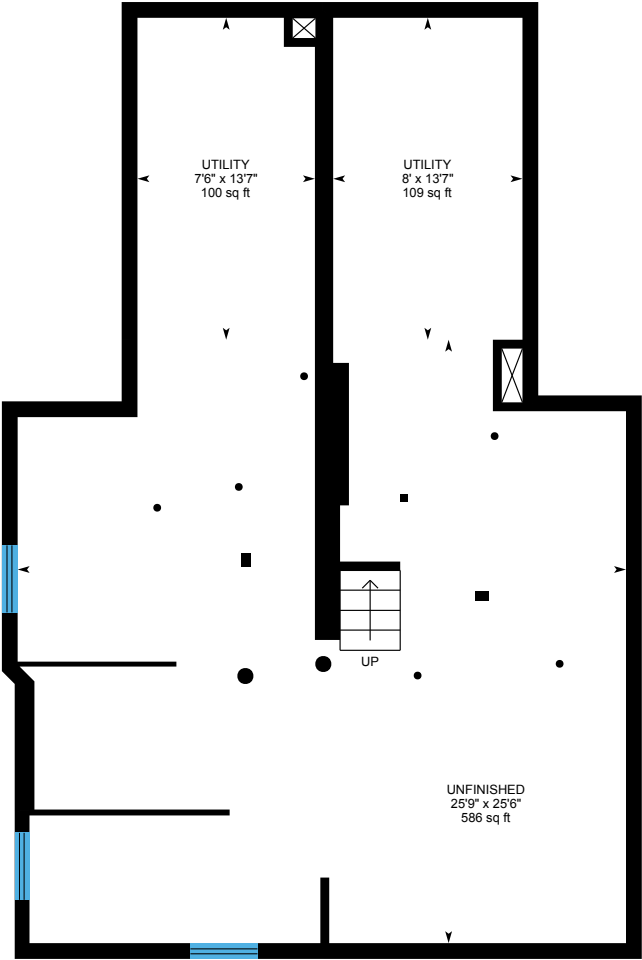 UTILITY
7'6" x 13'7"
100 sq ft
UTILITY
8' x 13'7"
109 sq ft
UP
UNFINISHED
25'9" x 25'6"
586 sq ft